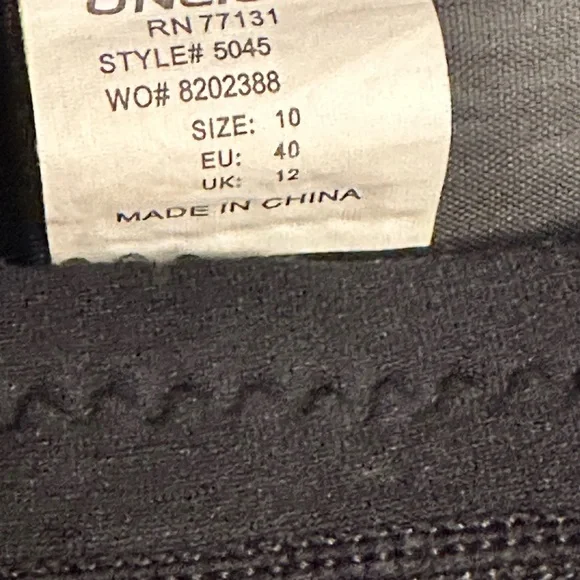 RN 77131
STYLE# 5045
WO# 8202388
SIZE: 10
EU: 40
UK: 12
MADE IN CHINA